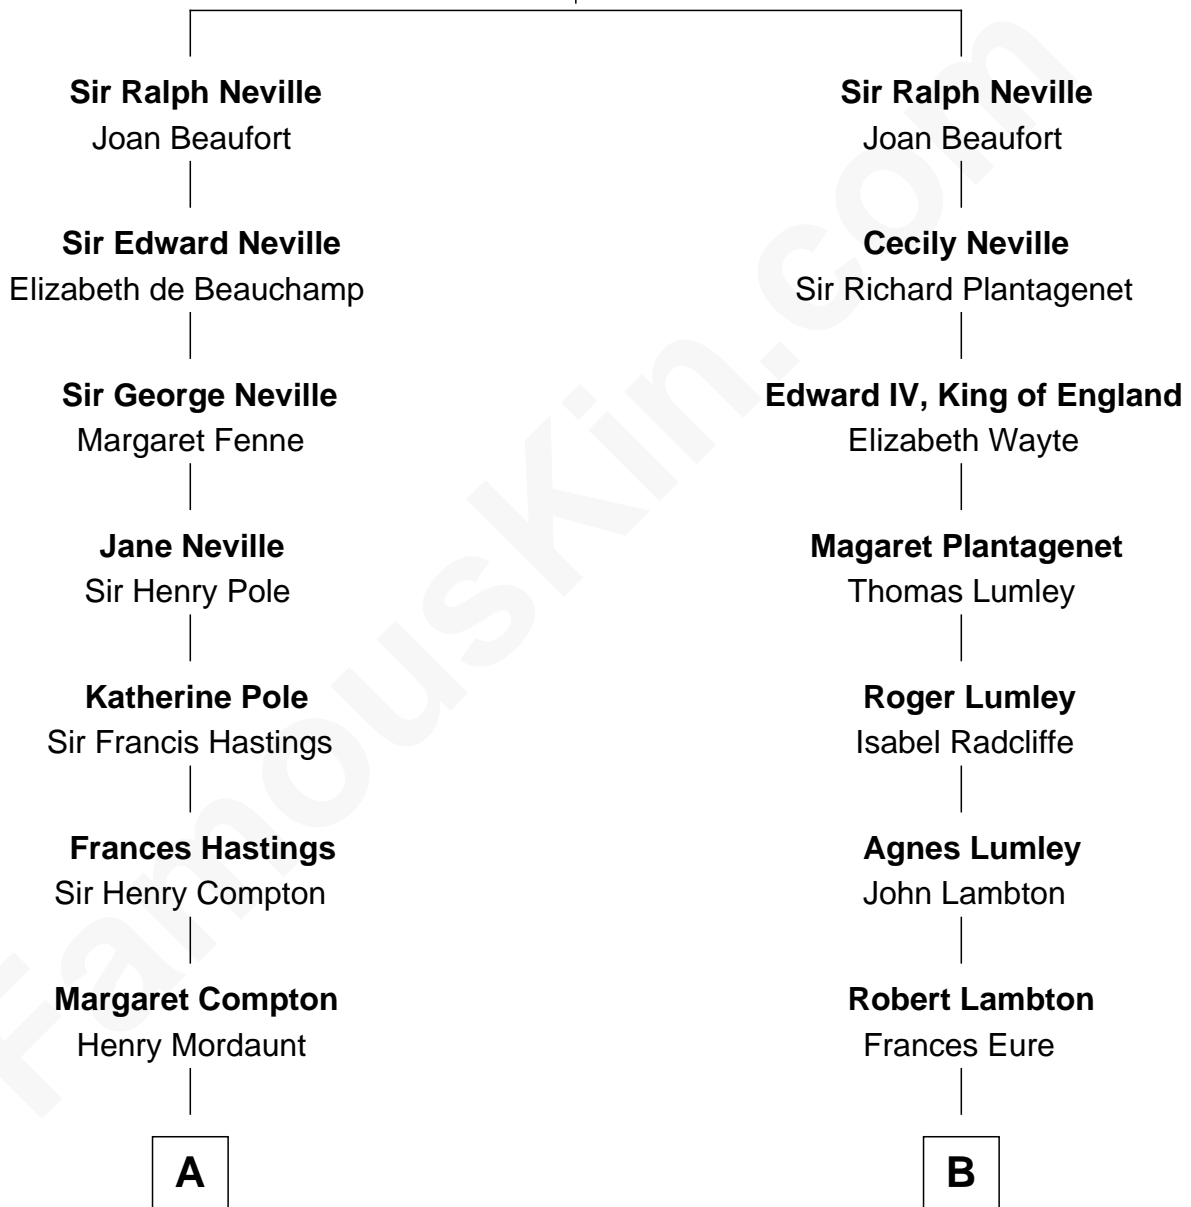 Sir Ralph Neville
Joan Beaufort
Sir Edward Neville
Elizabeth de Beauchamp
Sir George Neville
Margaret Fenne
Jane Neville
Sir Henry Pole
Katherine Pole
Sir Francis Hastings
Frances Hastings
Sir Henry Compton
Margaret Compton
Henry Mordaunt
A
Sir Ralph Neville
Joan Beaufort
Cecily Neville
Sir Richard Plantagenet
Edward IV, King of England
Elizabeth Wayte
Magaret Plantagenet
Thomas Lumley
Roger Lumley
Isabel Radcliffe
Agnes Lumley
John Lambton
Robert Lambton
Frances Eure
B
FamousKin.com